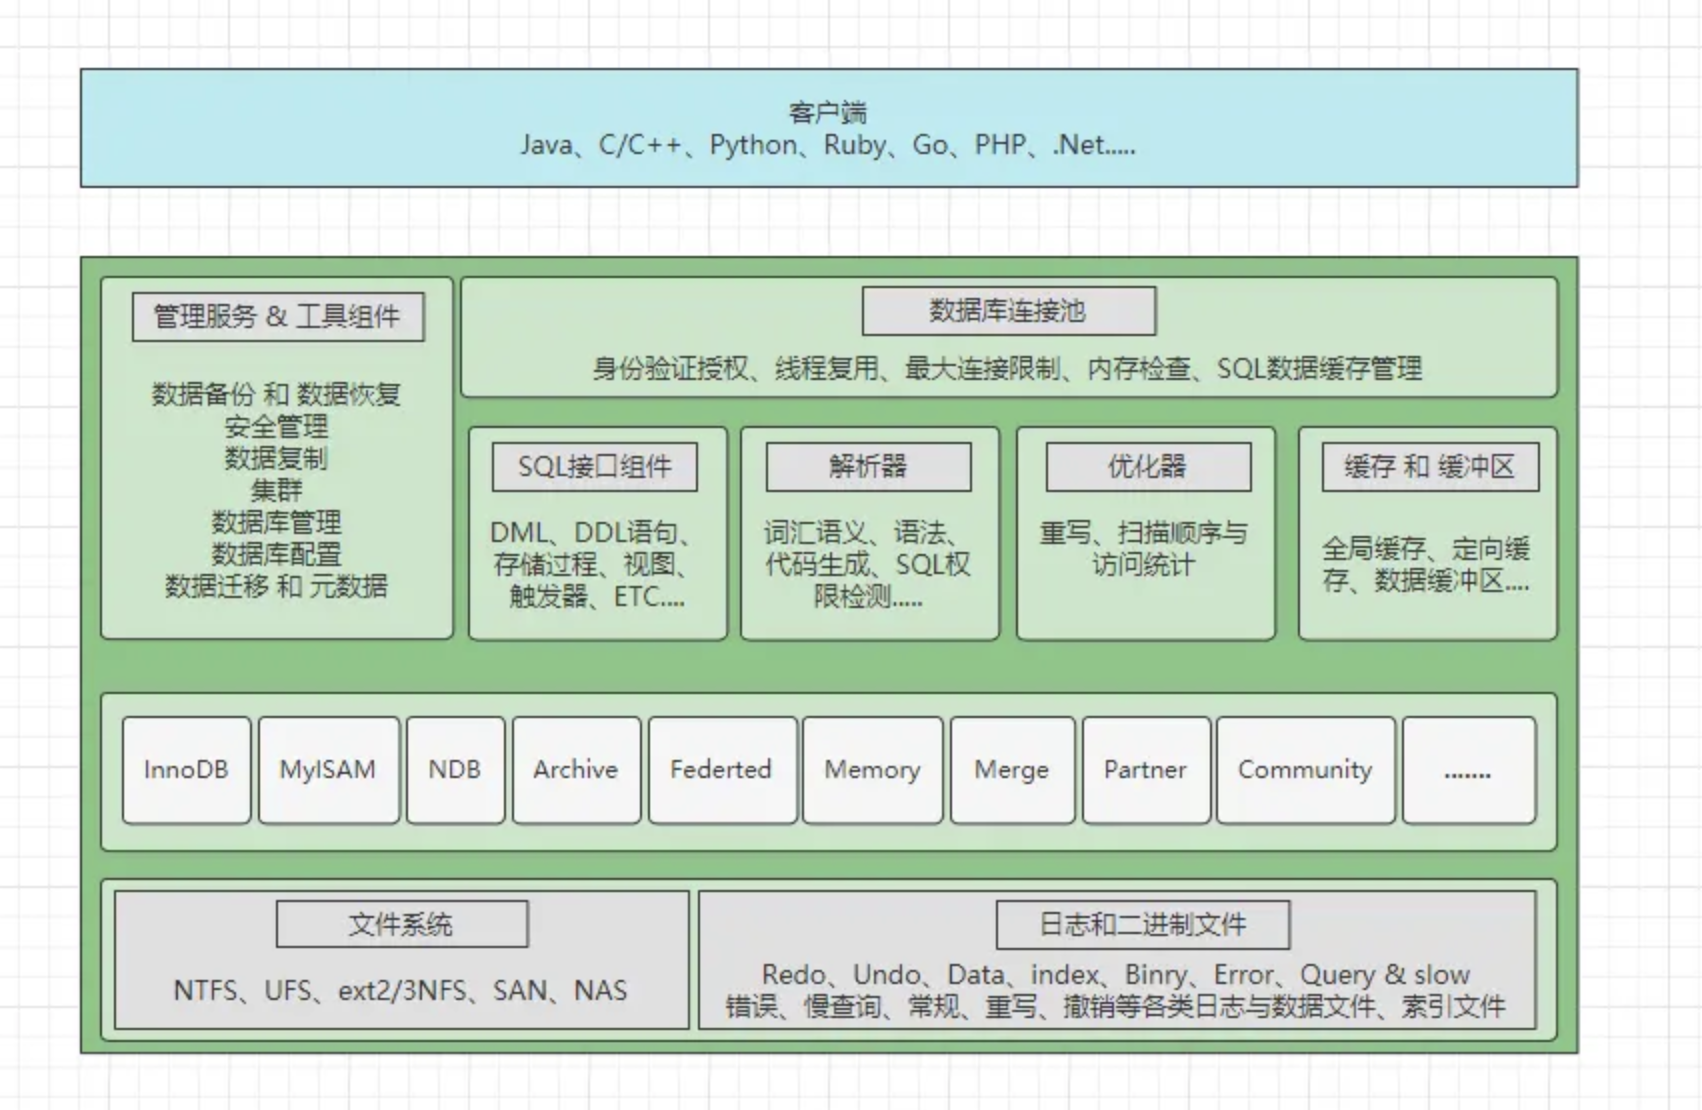 客户端
Java、C/C++、Python、Ruby、Go、PHP、.Net.....
管理服务 & 工具组件
数据备份 和 数据恢复
安全管理
数据复制
集群
数据库管理
数据库配置
数据迁移 和 元数据
数据库连接池
身份验证授权、线程复用、最大连接限制、内存检查、SQL数据缓存管理
SQL接口组件
DML、DDL语句、
存储过程、视图、
触发器、ETC....
解析器
词汇语义、语法、
代码生成、SQL权
限检测.....
优化器
重写、扫描顺序与
访问统计
缓存 和 缓冲区
全局缓存、定向缓
存、数据缓冲区....
InnoDB
MyISAM
NDB
Archive
Federted
Memory
Merge
Partner
Community
.......
文件系统
NTFS、UFS、ext2/3NFS、SAN、NAS
日志和二进制文件
Redo、Undo、Data、index、Binry、Error、Query & slow
错误、慢查询、常规、重写、撤销等各类日志与数据文件、索引文件